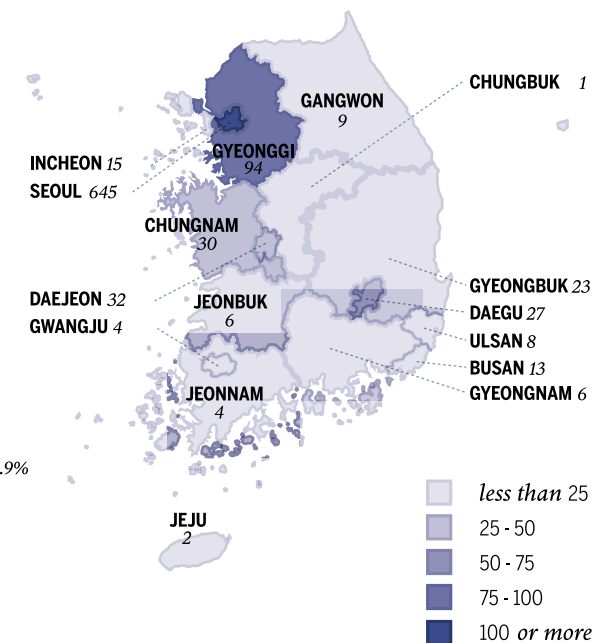 CHUNGBUK 1
GANGWON
9
GYEONGGI
94
INCHEON 15
SEOUL 645
CHUNGNAM
30
GYEONGBUK 23
DAEJEON 32
JEONBUK
6
DAEGU 27
GWANGJU 4
ULSAN 8
BUSAN 13
JEONNAM
4
GYEONGNAM 6
.9%
JEJU
2
less than 25
25 - 50
50 - 75
75 - 100
100 or more